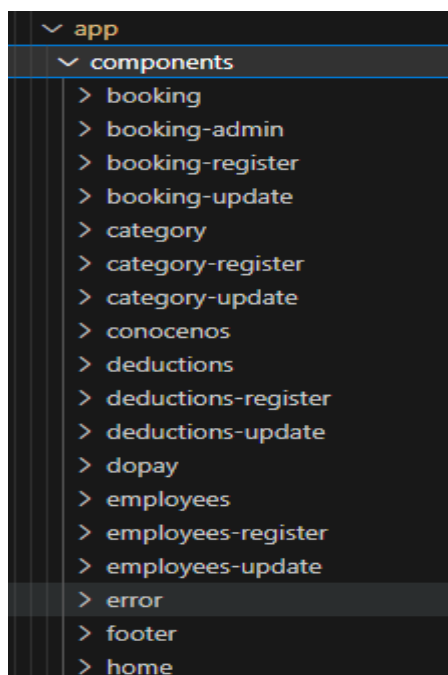 app
components
booking
booking-admin
booking-register
booking-update
category
category-register
category-update
conocenos
deductions
deductions-register
deductions-update
dopay
employees
employees-register
employees-update
error
footer
home